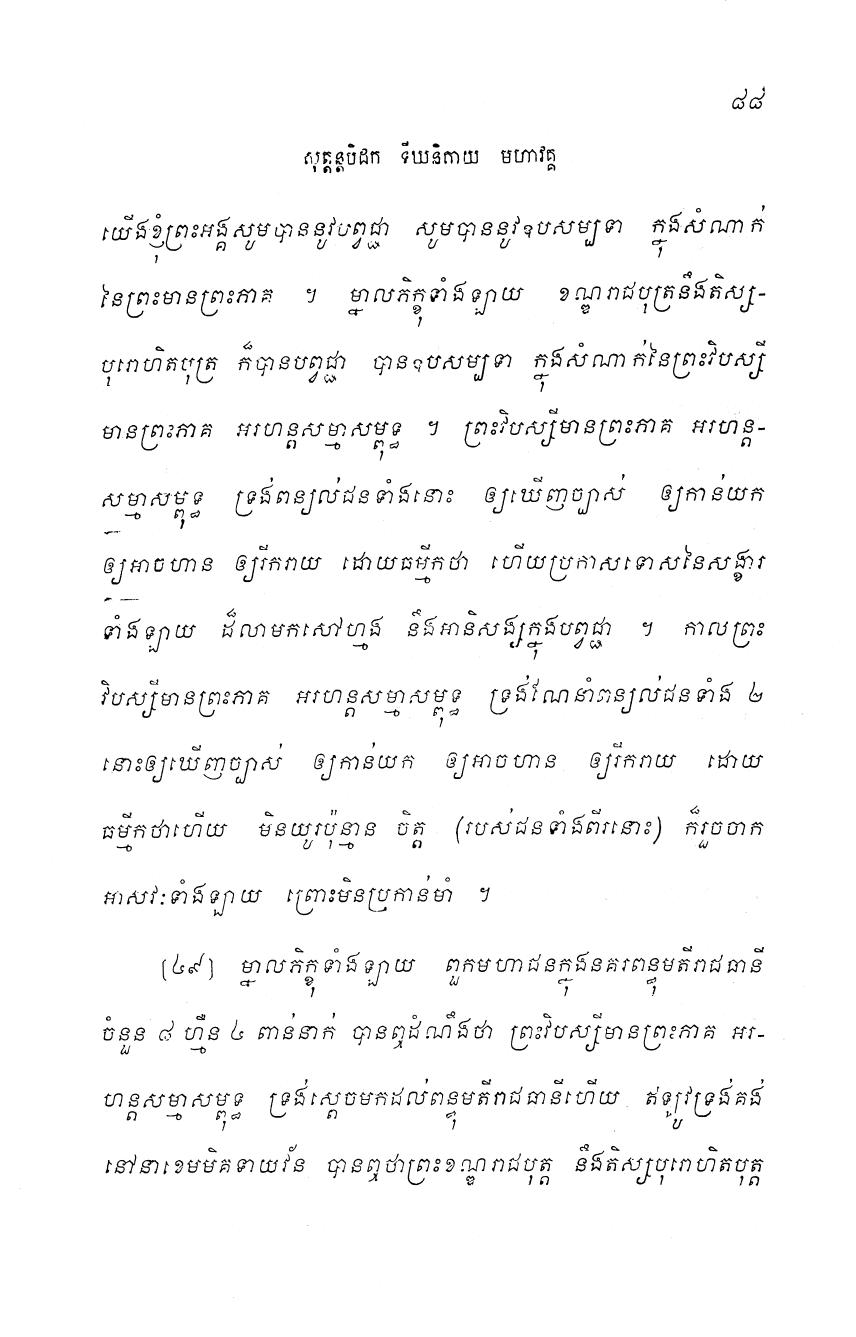 ៨៨
សុត្តន្តបិដក ទីឃនិកាយ មហាវគ្គ
យើងខ្ញុំព្រះអង្គសូមបាននូវបព្វជ្ជា សូមបាននូវឧបសម្បទា ក្នុងសំណាក់
នៃព្រះមានព្រះភាគ ។ ម្នាលភិក្ខុទាំងឡាយ ខណ្ឌរាជបុត្រនឹងតិស្ស-
បុរោហិតបុត្រ ក៏បានបព្វជ្ជា បានឧបសម្បទា ក្នុងសំណាក់នៃព្រះវិបស្សី
មានព្រះភាគ អរហន្តសម្មាសម្ពុទ្ធ ។ ព្រះវិបស្សីមានព្រះភាគ អរហន្ត-
សម្មាសម្ពុទ្ធ ទ្រង់ពន្យល់ជនទាំងនោះ ឲ្យឃើញច្បាស់ ឲ្យកាន់យក
ឲ្យអាចហាន ឲ្យរីករាយ ដោយធម្មីកថា ហើយប្រកាសទោសនៃសង្ខារ
ទាំងឡាយ ដ៏លាមកសៅហ្មង នឹងអានិសង្សក្នុងបព្វជ្ជា ។ កាលព្រះ
វិបស្សីមានព្រះភាគ អរហន្តសម្មាសម្ពុទ្ធ ទ្រង់ណែនាំពន្យល់ជនទាំង ២
នោះឲ្យឃើញច្បាស់ ឲ្យកាន់យក ឲ្យអាចហាន ឲ្យរីករាយ ដោយ
ធម្មីកថាហើយ មិនយូរប៉ុន្មាន ចិត្ត (របស់ជនទាំងពីរនោះ) ក៏រួចចាក
អាសវៈទាំងឡាយ ព្រោះមិនប្រកាន់មាំ ។
[៤៩] ម្នាលភិក្ខុទាំងឡាយ ពួកមហាជនក្នុងនគរពន្ធុមតីរាជធានី
ចំនួន ៨ ហ្មឺន ៤ ពាន់នាក់ បានឮដំណឹងថា ព្រះវិបស្សីមានព្រះភាគ អរ-
ហន្តសម្មាសម្ពុទ្ធ ទ្រង់ស្តេចមកដល់ពន្ធុមតីរាជធានីហើយ ឥឡូវទ្រង់គង់
នៅនាខេមមិគទាយវ័ន បានឮថាព្រះខណ្ឌរាជបុត្ត នឹងតិស្សបុរោហិតបុត្ត